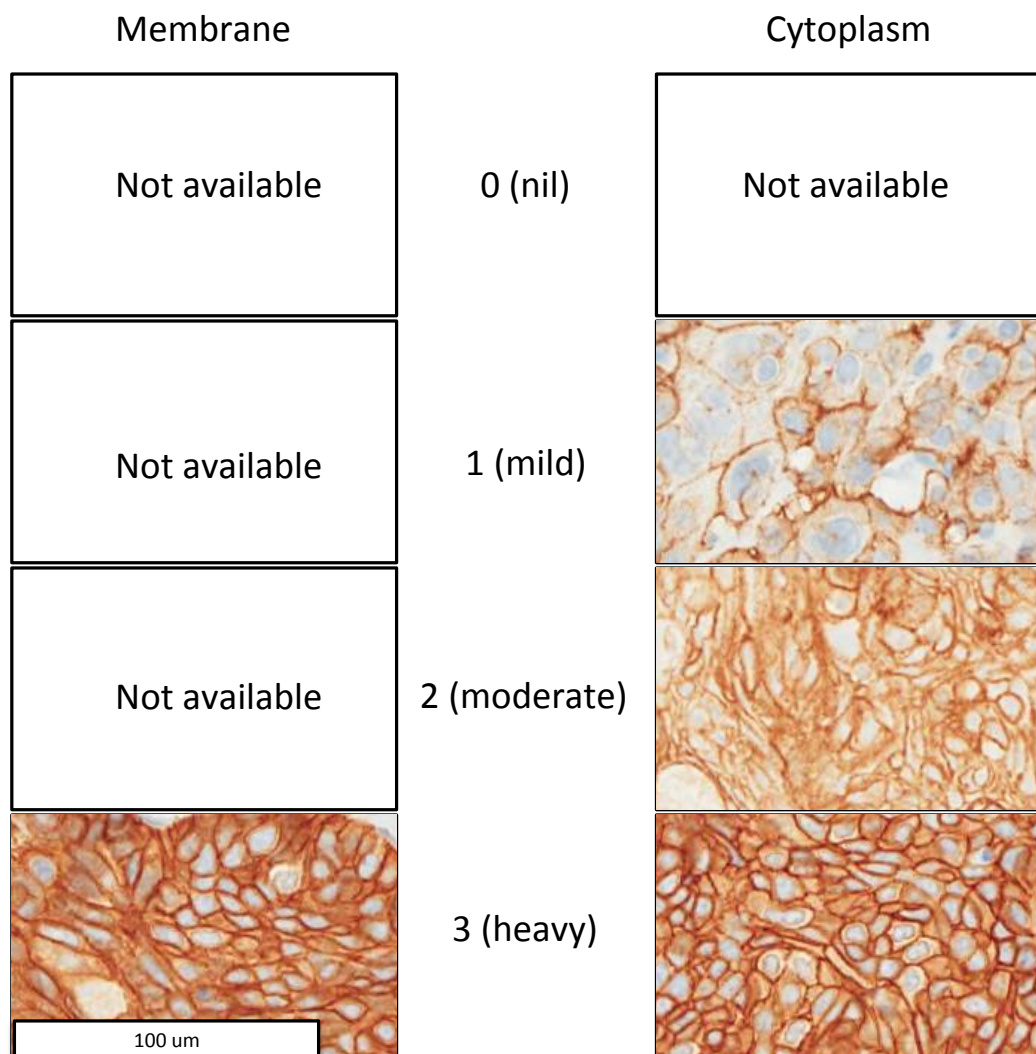 Membrane
Cytoplasm
Not available
0 (nil)
Not available
Not available
1 (mild)
Not available
2 (moderate)
3 (heavy)
100 um